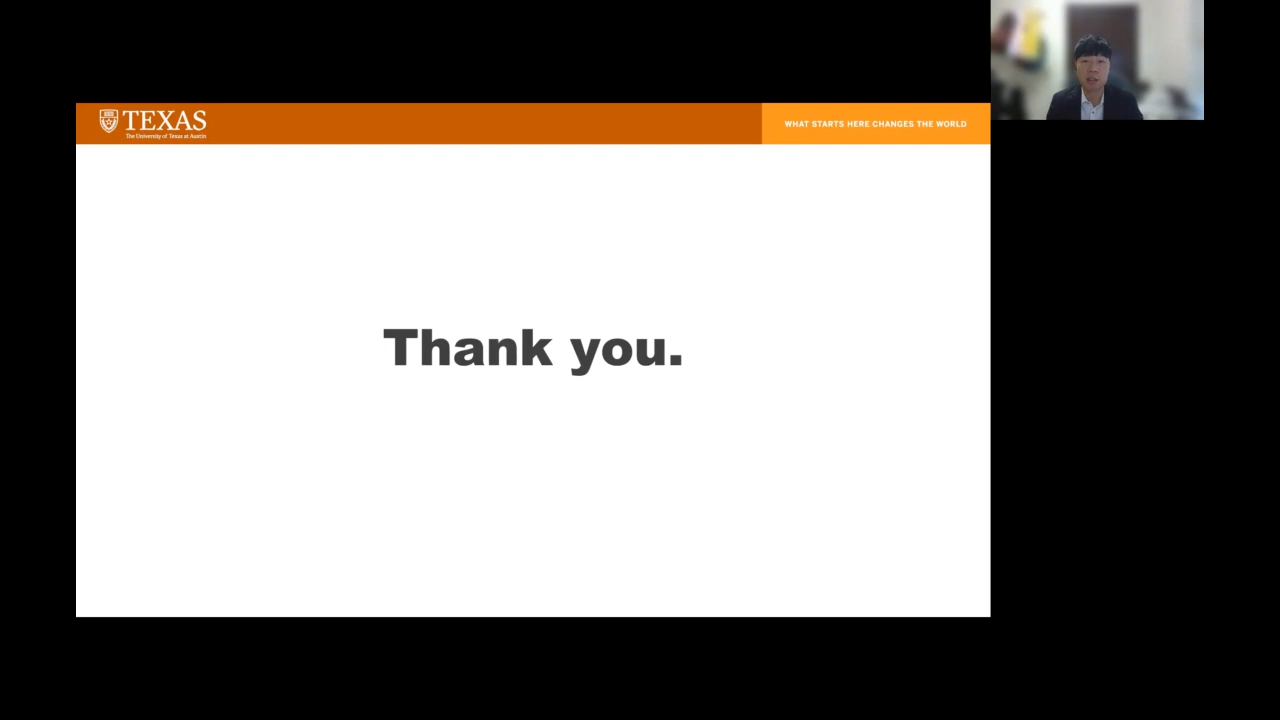 TEXAS
The University of Texas at Austin
WHAT STARTS HERE CHANGES THE WORLD
Thank you.